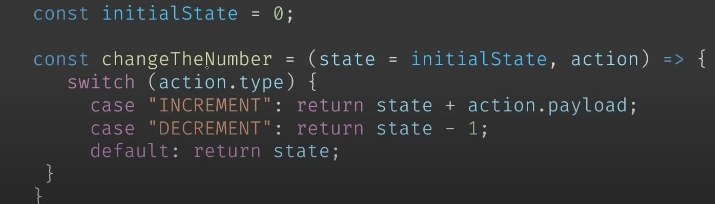 const initialState = 0;
const changeTheNumber = (state = initialState, action) => {
switch (action.type) {
case "INCREMENT": return state + action.payload;
case "DECREMENT": return state - 1;
default: return state;
}
}